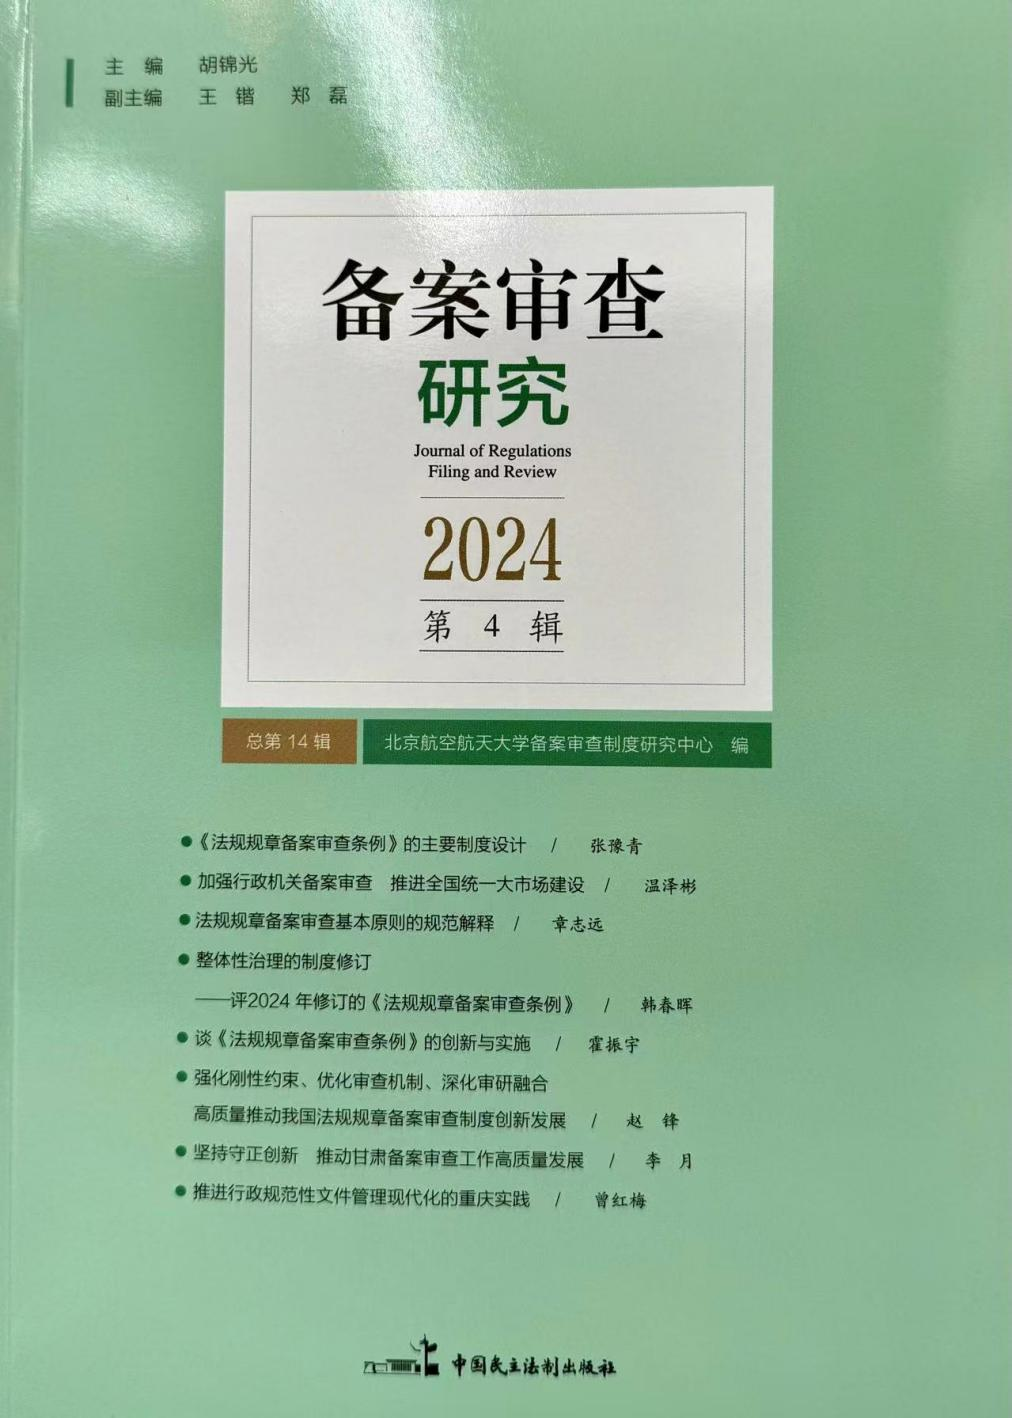 主 编 胡锦光
副主编 王 锴 郑 磊
备案审查
研究
Journal of Regulations
Filing and Review
2024
第 4 辑
总第 14 辑 北京航空航天大学备案审查制度研究中心 编
●《法规规章备案审查条例》的主要制度设计 / 张豫青
● 加强行政机关备案审查 推进全国统一大市场建设 / 温泽彬
● 法规规章备案审查基本原则的规范解释 / 章志远
● 整体性治理的制度修订
——评2024 年修订的《法规规章备案审查条例》 / 韩春晖
● 谈《法规规章备案审查条例》的创新与实施 / 霍振宇
● 强化刚性约束、优化审查机制、深化审研融合
高质量推动我国法规规章备案审查制度创新发展 / 赵 锋
● 坚持守正创新 推动甘肃备案审查工作高质量发展 / 李 月
● 推进行政规范性文件管理现代化的重庆实践 / 曾红梅
中国民主法制出版社